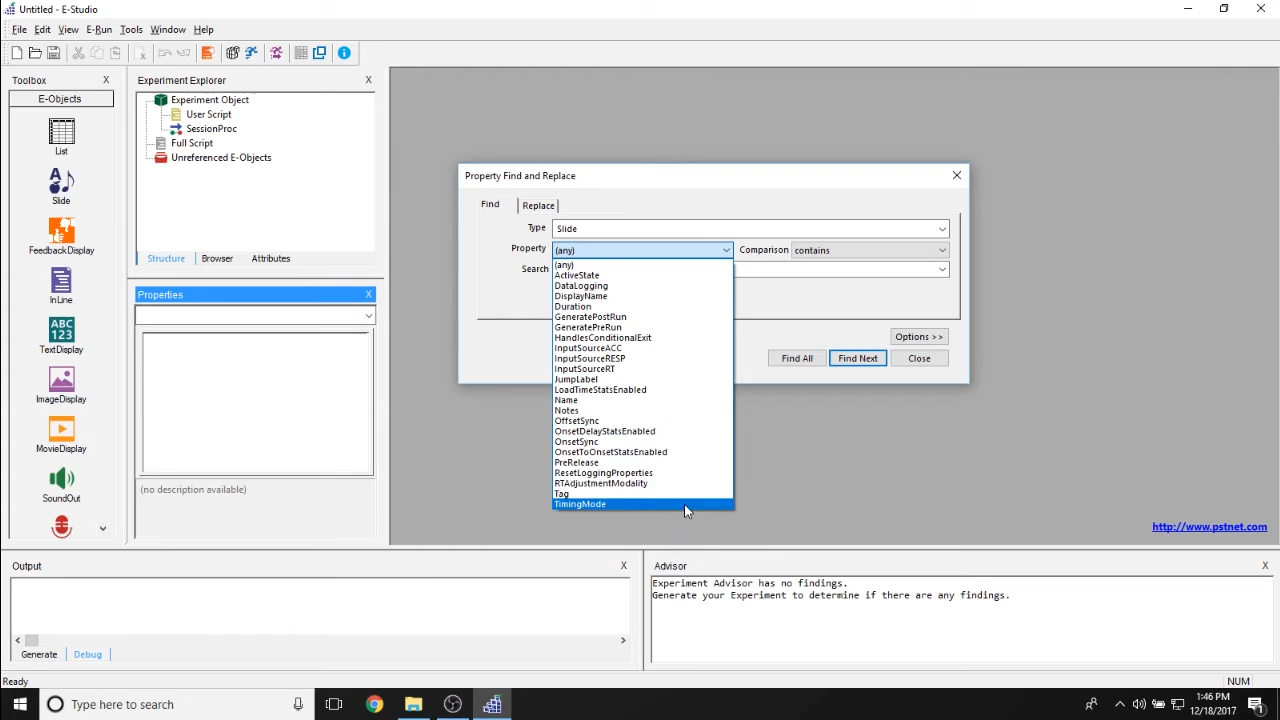 Untitled - E-Studio
File Edit View E-Run Tools Window Help
Toolbox X
E-Objects
List
Slide
FeedbackDisplay
InLine
ABC
123
TextDisplay
ImageDisplay
MovieDisplay
SoundOut
Experiment Explorer X
Experiment Object
User Script
SessionProc
Full Script
Unreferenced E-Objects
Structure Browser Attributes
Properties X
(no description available)
Property Find and Replace
Find Replace
Type Slide
Property (any) Comparison contains
Search
(any)
ActiveState
DataLogging
DisplayName
Duration
GeneratePostRun
GeneratePreRun
HandlesConditionalExit
InputSourceACC
InputSourceRESP
InputSourceRT
JumpLabel
LoadTimeStatsEnabled
Name
Notes
OffsetSync
OnsetDelayStatsEnabled
OnsetSync
OnsetToOnsetStatsEnabled
PreRelease
ResetLoggingProperties
RTAdjustmentModality
Tag
TimingMode
Options >>
Find All Find Next Close
http://www.pstnet.com
Output X
Generate Debug
Advisor X
Experiment Advisor has no findings.
Generate your Experiment to determine if there are any findings.
Ready NUM
Type here to search
1:46 PM
12/18/2017
1